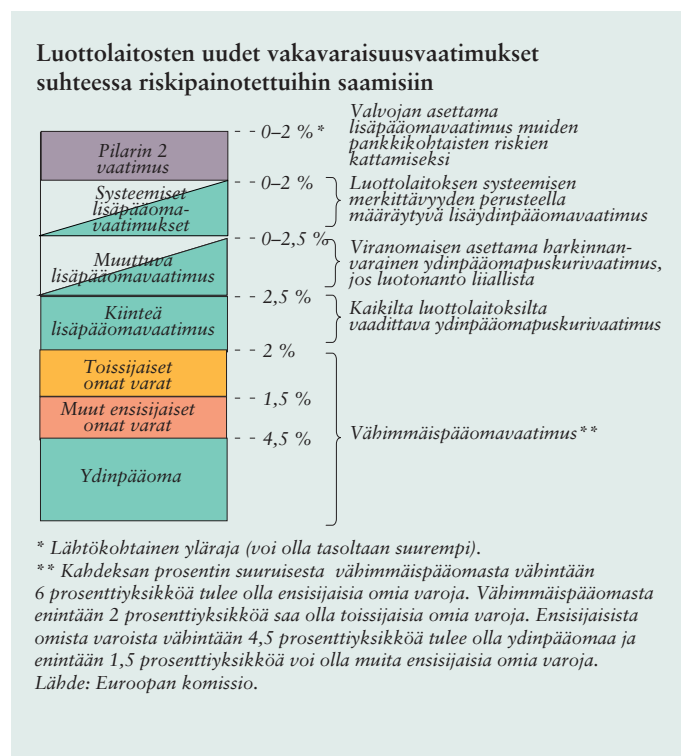 Luottolaitosten uudet vakavaraisuusvaatimukset
suhteessa riskipainotettuihin saamisiin
Pilarin 2
vaatimus
- - 0–2 %*
Valvojan asettama
lisäpääomavaatimus muiden
pankkikohtaisten riskien
kattamiseksi
Systeemiset
lisäpääoma-
vaatimukset
- - 0–2 %
Luottolaitoksen systeemisen
merkittävyyden perusteella
määräytyvä lisäydinpääomavaatimus
Muuttuva
lisäpääomavaatimus
- - 0–2,5 %
Viranomaisen asettama harkinnan-
varainen ydinpääomapuskurivaatimus,
jos luotonanto liiallista
Kiinteä
lisäpääomavaatimus
- - 2,5 %
Kaikilta luottolaitoksilta
vaadittava ydinpääomapuskurivaatimus
Toissijaiset
omat varat
- - 2 %
Muut ensisijaiset
omat varat
- - 1,5 %
Ydinpääoma
- - 4,5 %
Vähimmäispääomavaatimus**
* Lähtökohtainen yläraja (voi olla tasoltaan suurempi).
** Kahdeksan prosentin suuruisesta vähimmäispääomasta vähintään
6 prosenttiyksikköä tulee olla ensisijaisia omia varoja. Vähimmäispääomasta
enintään 2 prosenttiyksikköä saa olla toissijaisia omia varoja. Ensisijaisista
omista varoista vähintään 4,5 prosenttiyksikköä tulee olla ydinpääomaa ja
enintään 1,5 prosenttiyksikköä voi olla muita ensisijaisia omia varoja.
Lähde: Euroopan komissio.